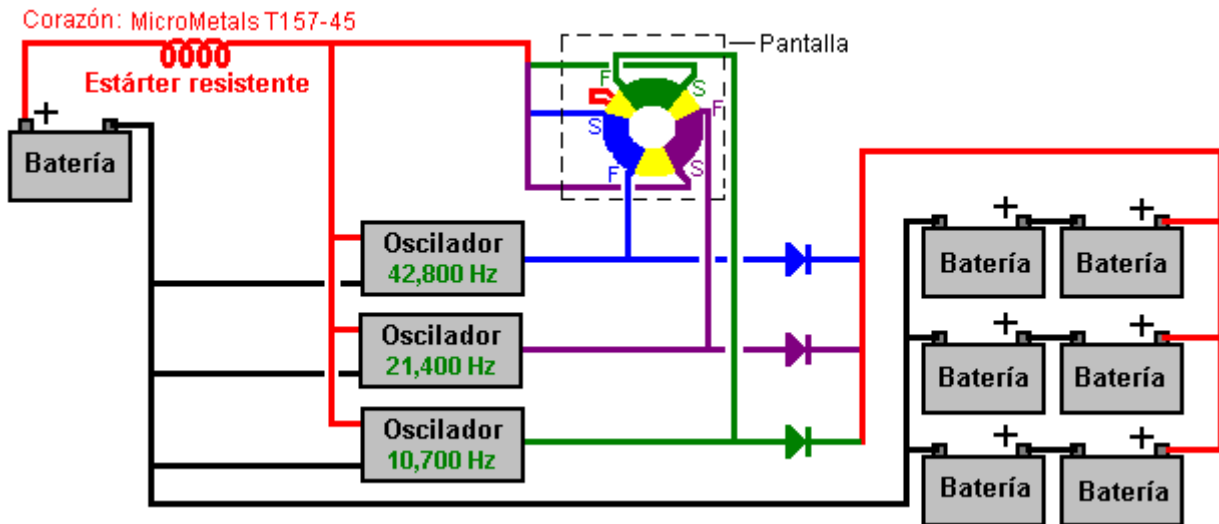 Corazón: MicroMetals T157-45
Estárter resistente
Pantalla
F
S
F
S
F
S
+
Batería
Oscilador
42,800 Hz
Oscilador
21,400 Hz
Oscilador
10,700 Hz
+
+
Batería
Batería
+
+
Batería
Batería
+
+
Batería
Batería